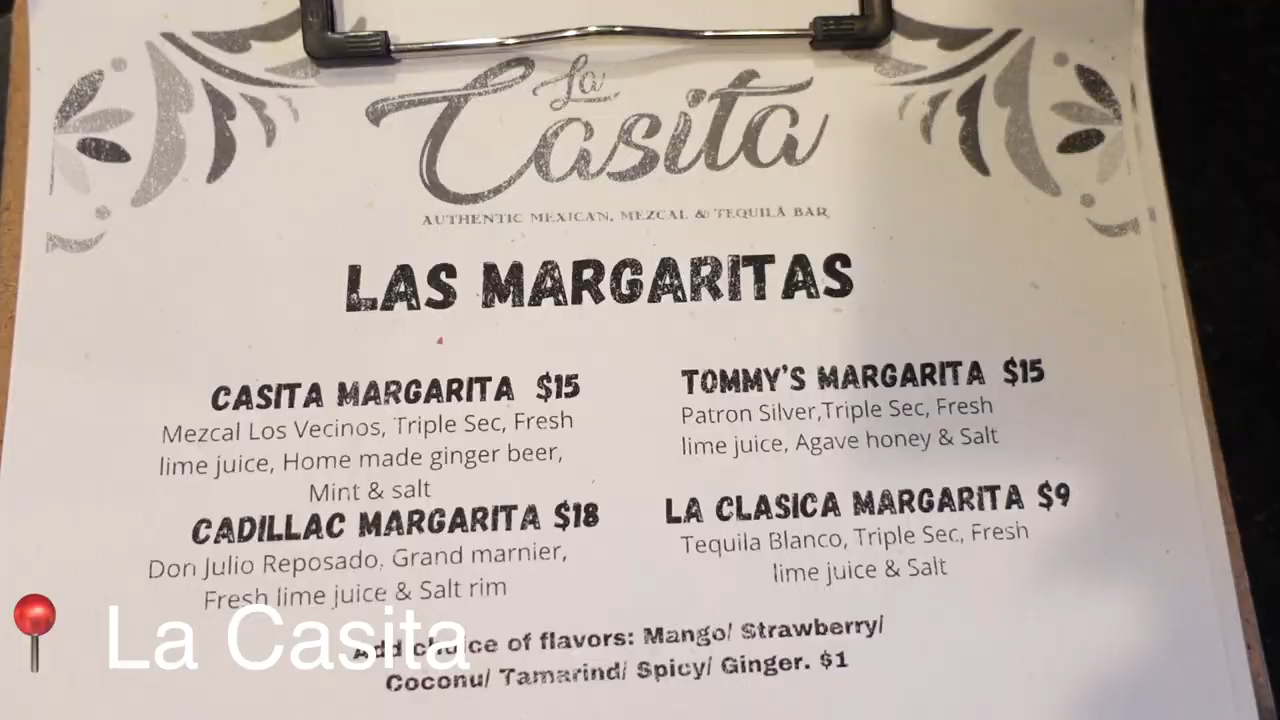 La
Casita
AUTHENTIC MEXICAN, MEZCAL & TEQUILA BAR
LAS MARGARITAS
CASITA MARGARITA $15
Mezcal Los Vecinos, Triple Sec, Fresh
lime juice, Home made ginger beer,
Mint & salt
CADILLAC MARGARITA $18
Don Julio Reposado, Grand marnier,
Fresh lime juice & Salt rim
TOMMY'S MARGARITA $15
Patron Silver,Triple Sec, Fresh
lime juice, Agave honey & Salt
LA CLASICA MARGARITA $9
Tequila Blanco, Triple Sec, Fresh
lime juice & Salt
Add choice of flavors: Mango/ Strawberry/
Coconu/ Tamarind/ Spicy/ Ginger. $1
La Casita